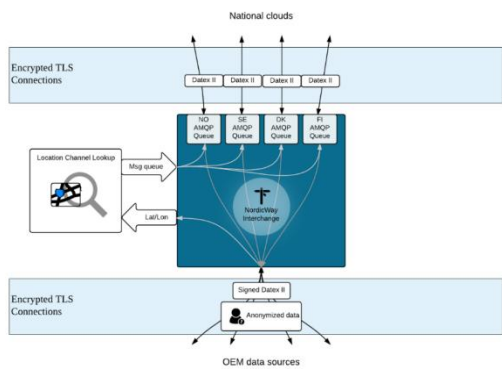 National clouds
Encrypted TLS
Connections
Datex II
Datex II
Datex II
Datex II
NO
AMQP
Queue
SE
AMQP
Queue
DK
AMQP
Queue
FI
AMQP
Queue
Location Channel Lookup
Msg queue
Lat/Lon
NordicWay
Interchange
Signed Datex II
Encrypted TLS
Connections
Anonymized data
OEM data sources